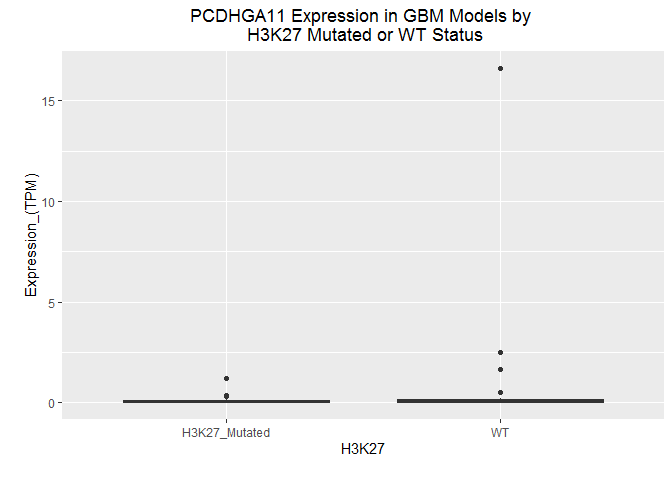 PCDHGA11 Expression in GBM Models by
H3K27 Mutated or WT Status
Expression_(TPM)
15
10
5
0
H3K27_Mutated
WT
H3K27